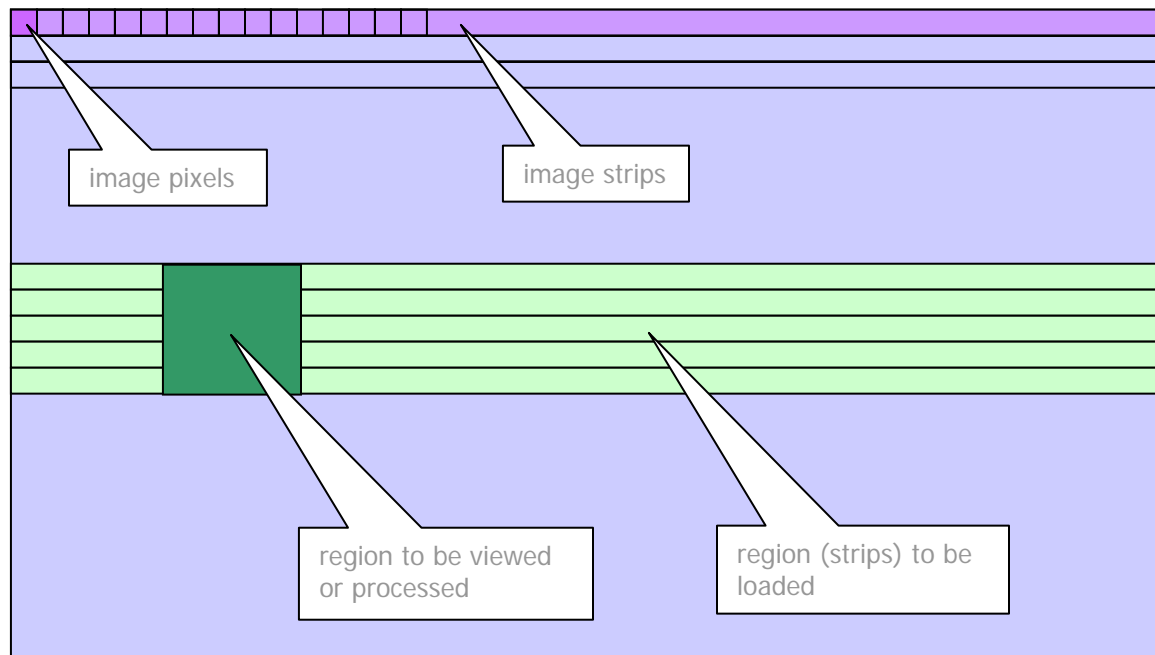 image pixels
image strips
region to be viewed
or processed
region (strips) to be
loaded